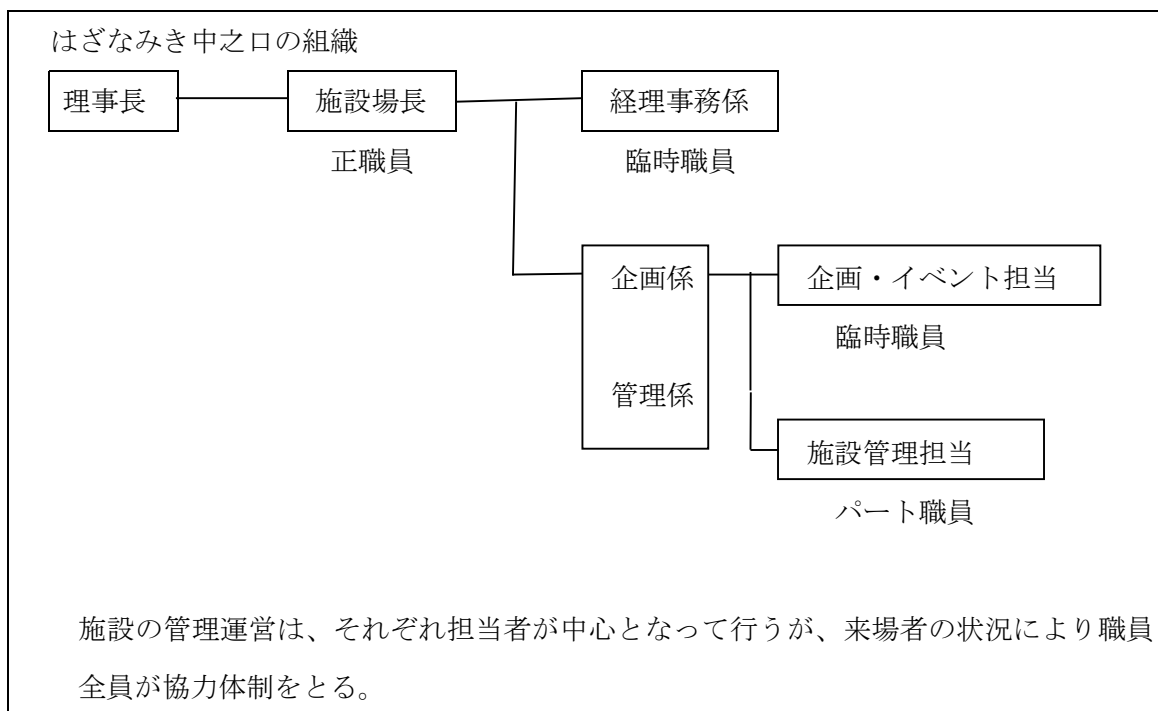 はざなみき中之口の組織
理事長
施設場長
経理事務係
正職員
臨時職員
企画係
企画・イベント担当
臨時職員
管理係
施設管理担当
パート職員
施設の管理運営は、それぞれ担当者が中心となって行うが、来場者の状況により職員
全員が協力体制をとる。